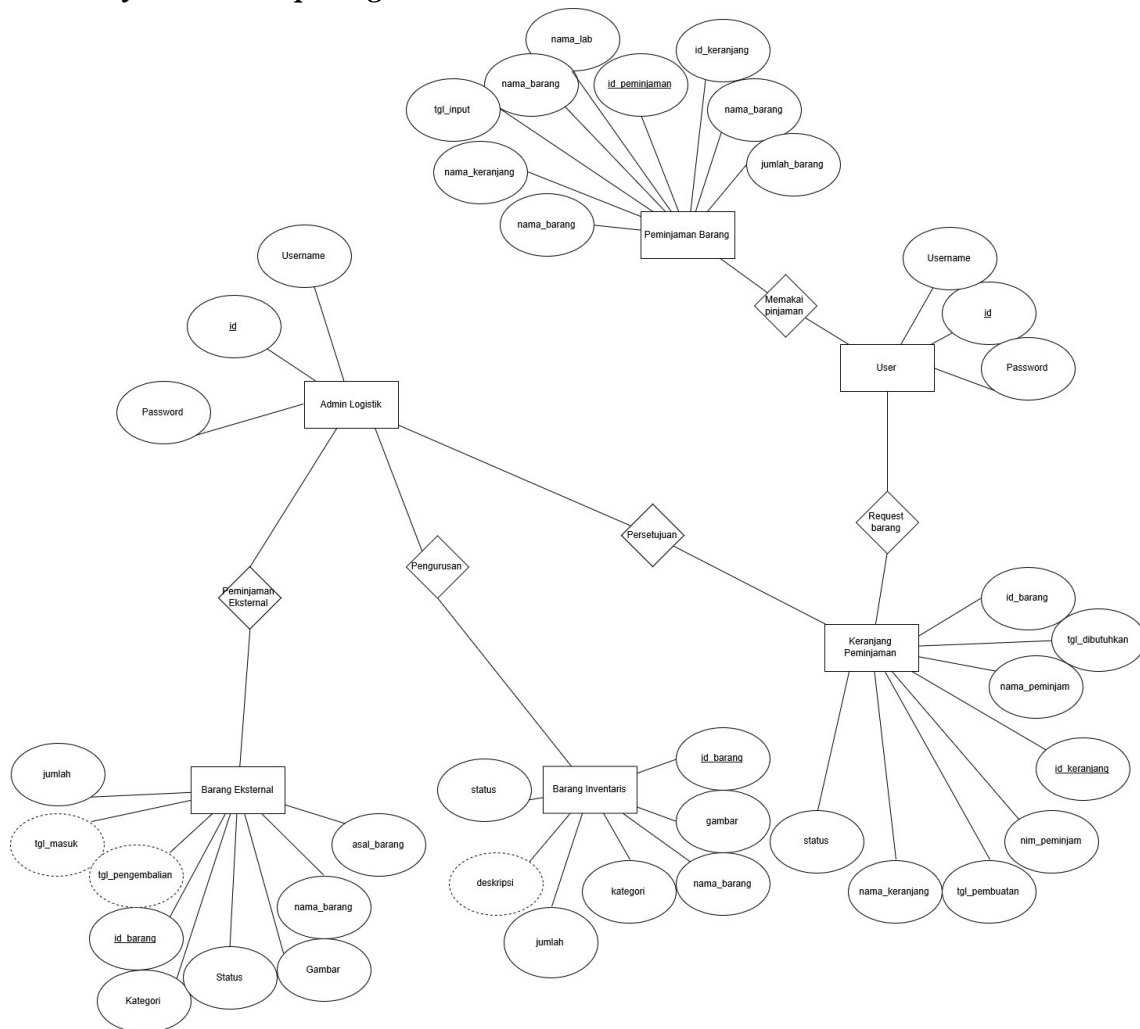 nama_lab
id_keranjang
nama_barang
id_peminjaman
tgl_input
nama_barang
nama_keranjang
jumlah_barang
nama_barang
Peminjaman Barang
Username
Username
Memakai
pinjaman
id
id
User
Password
Admin Logistik
Password
Request
barang
Persetujuan
Pengurusan
Peminjaman
Eksternal
id_barang
tgl_dibutuhkan
Keranjang
Peminjaman
nama_peminjam
id_keranjang
id_barang
jumlah
Barang Eksternal
status
Barang Inventaris
gambar
status
nim_peminjam
tgl_masuk
asal_barang
tgl_pengembalian
deskripsi
kategori
nama_barang
nama_keranjang
tgl_pembuatan
nama_barang
id_barang
jumlah
Status
Gambar
Kategori